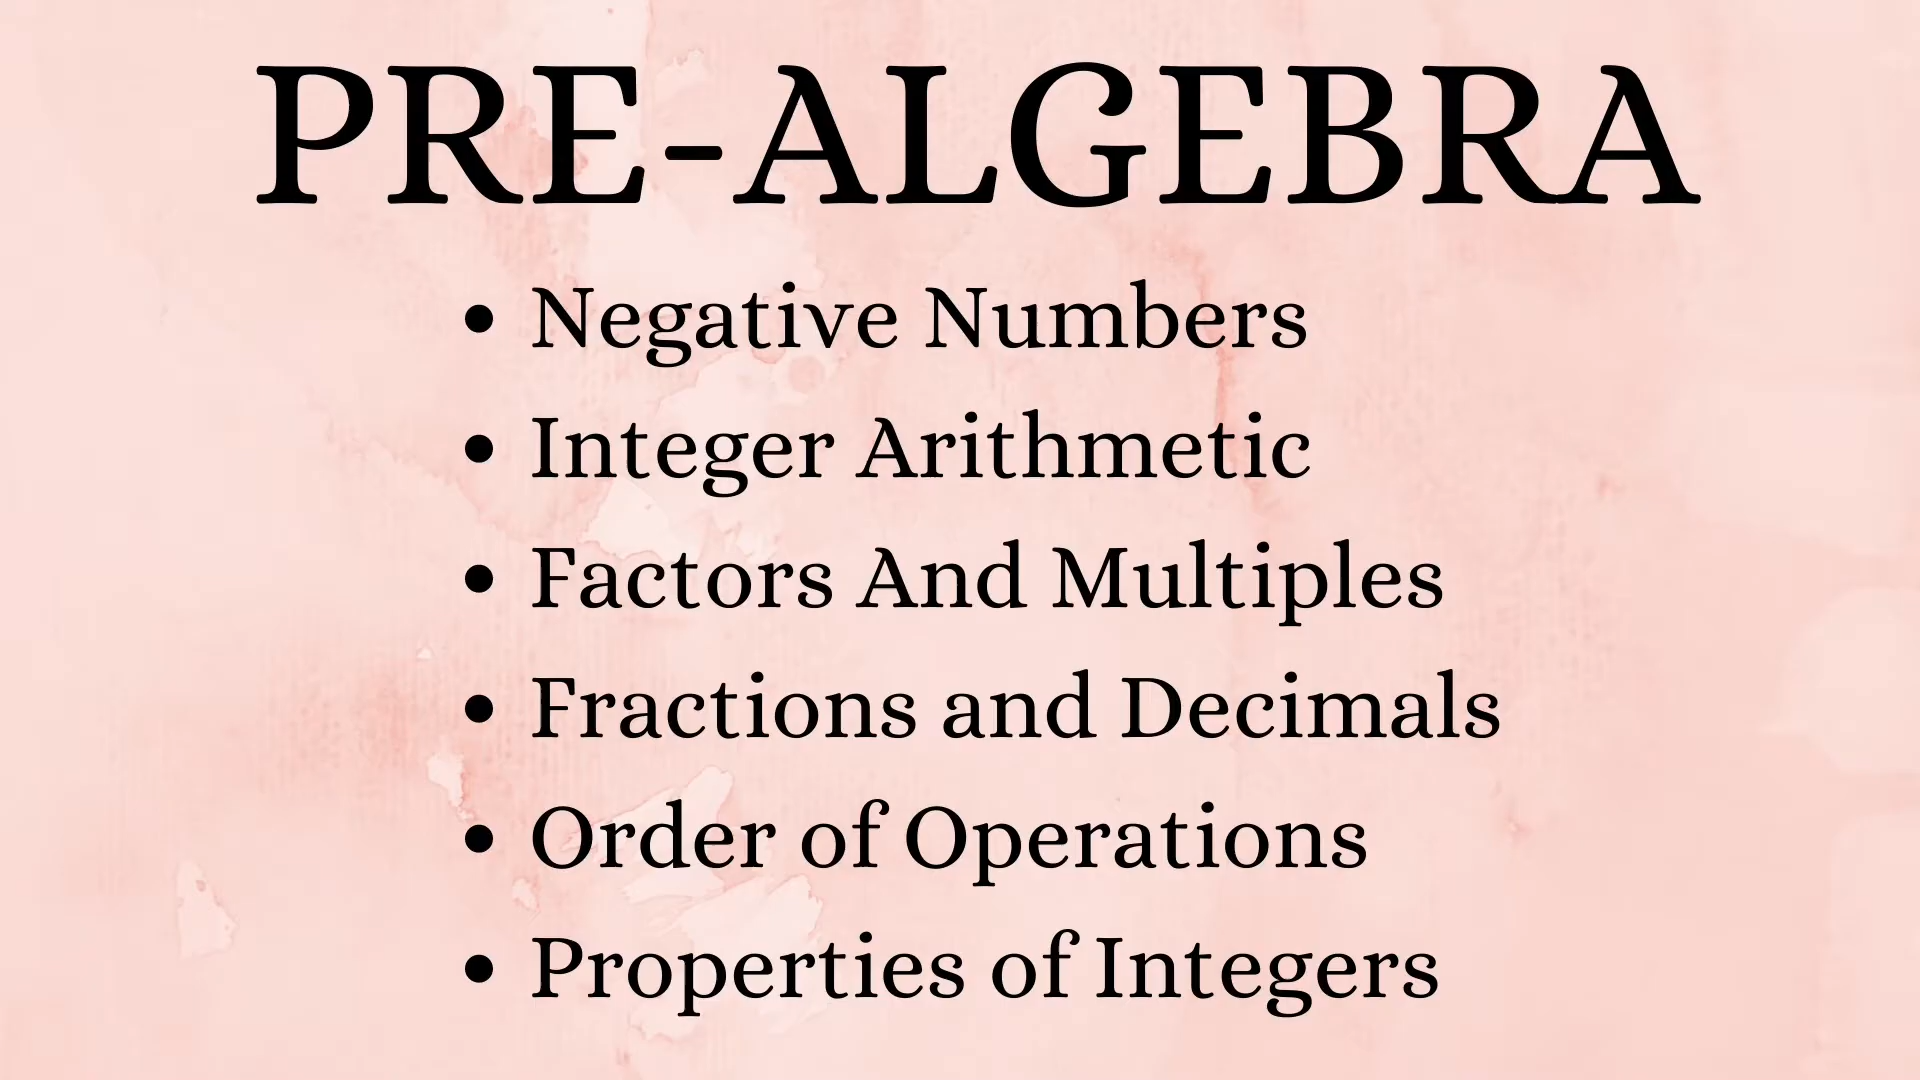 PRE-ALGEBRA
• Negative Numbers
• Integer Arithmetic
• Factors And Multiples
• Fractions and Decimals
• Order of Operations
• Properties of Integers